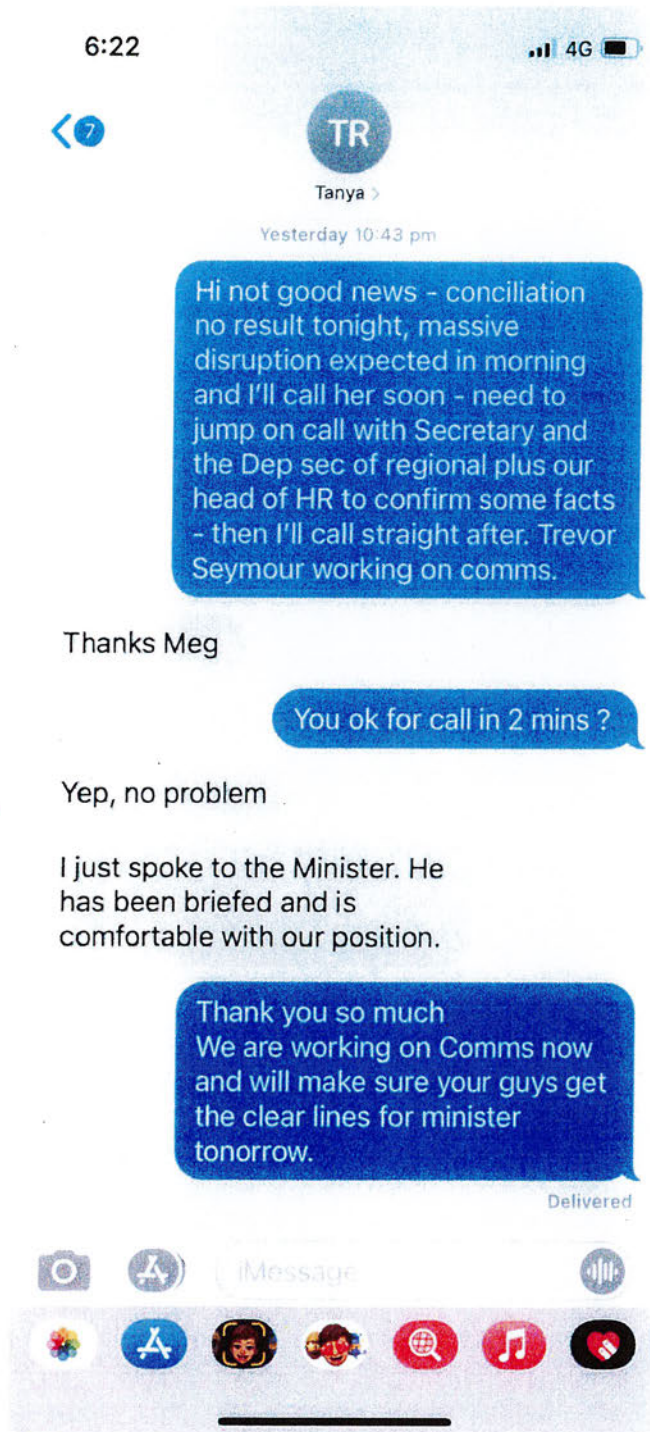 6:22
4G
7
TR
Tanya >
Yesterday 10:43 pm
Hi not good news - conciliation
no result tonight, massive
disruption expected in morning
and I'll call her soon - need to
jump on call with Secretary and
the Dep sec of regional plus our
head of HR to confirm some facts
- then I'll call straight after. Trevor
Seymour working on comms.
Thanks Meg
You ok for call in 2 mins ?
Yep, no problem
I just spoke to the Minister. He
has been briefed and is
comfortable with our position.
Thank you so much
We are working on Comms now
and will make sure your guys get
the clear lines for minister
tonorrow.
Delivered
iMessage